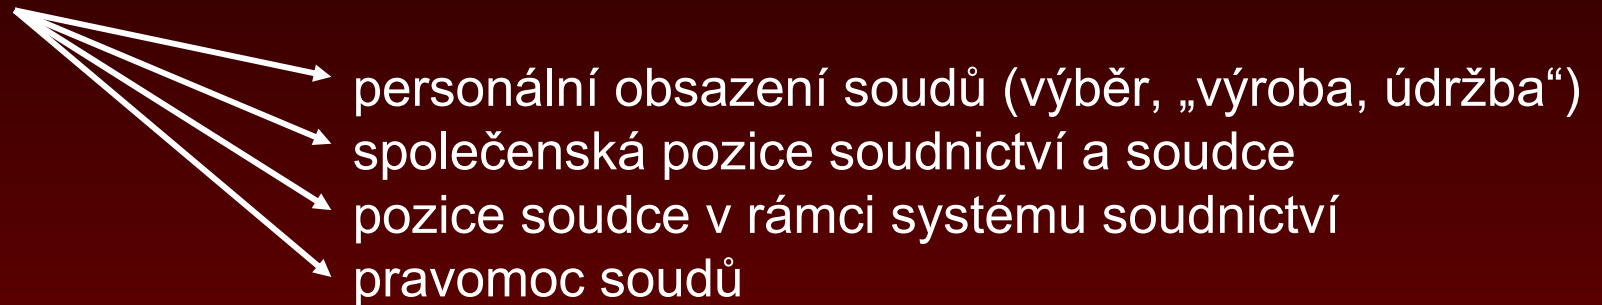 personální obsazení soudů (výběr, „výroba, údržba“)
společenská pozice soudnictví a soudce
pozice soudce v rámci systému soudnictví
pravomoc soudů